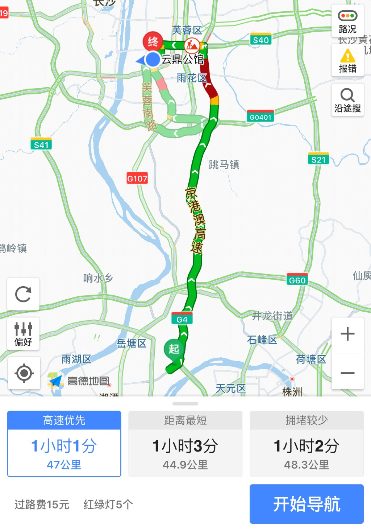 长沙
芙蓉区
S40
路况
终
云鼎公馆
长沙黄花
报错
雨花区
芙蓉南路
沿途搜
G0401
S41
跳马镇
S21
G107
京港澳高速
响水乡
G60
偏好
G4
井龙街道
岳塘区
石峰区
起
雨湖区
荷塘区
高德地图
天元区
株洲
高速优先
1小时1分
47公里
距离最短
1小时3分
44.9公里
拥堵较少
1小时2分
48.3公里
过路费15元 红绿灯5个
开始导航